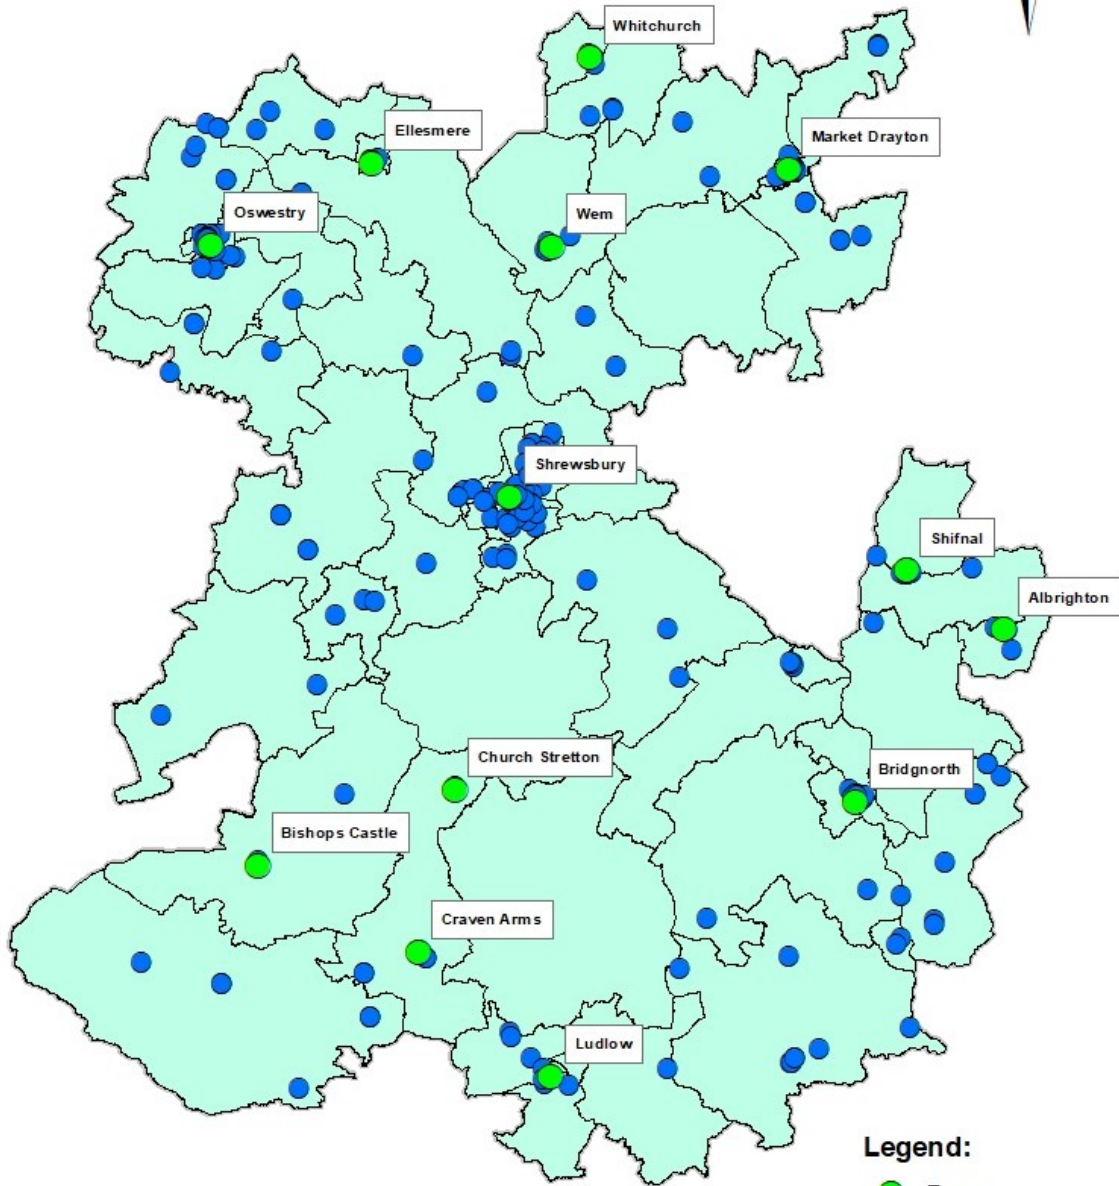 Whitchurch
Ellesmere
Market Drayton
Oswestry
Wem
Shrewsbury
Shifnal
Albrighton
Church Stretton
Bridgnorth
Bishops Castle
Craven Arms
Ludlow
Legend: